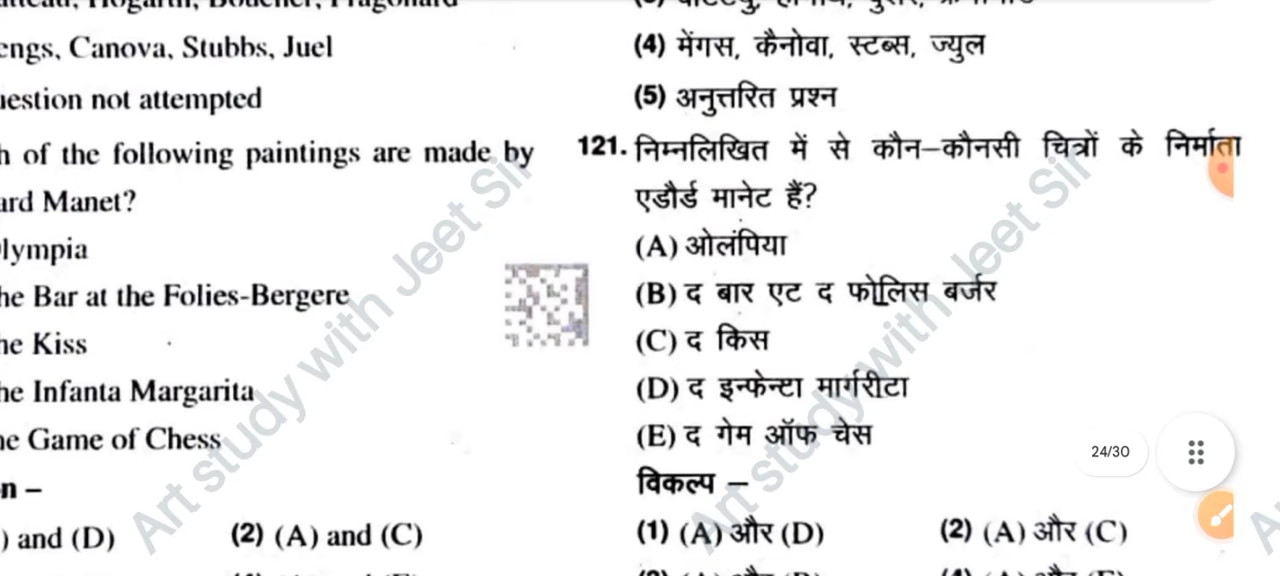 engs, Canova, Stubbs, Juel
uestion not attempted
h of the following paintings are made by
ard Manet?
lympia
he Bar at the Folies-Bergere
he Kiss
he Infanta Margarita
ne Game of Chess
n –
) and (D) (2) (A) and (C)
(4) मेंगस, कैनोवा, स्टब्स, ज्युल
(5) अनुत्तरित प्रश्न
121. निम्नलिखित में से कौन–कौनसी चित्रों के निर्माता
एडौर्ड मानेट हैं?
(A) ओलंपिया
(B) द बार एट द फोलिस बर्जर
(C) द किस
(D) द इन्फेन्टा मार्गरीटा
(E) द गेम ऑफ चेस
विकल्प –
(1) (A) और (D) (2) (A) और (C)
24/30
Art study with Jeet Sir
Art study with Jeet Sir